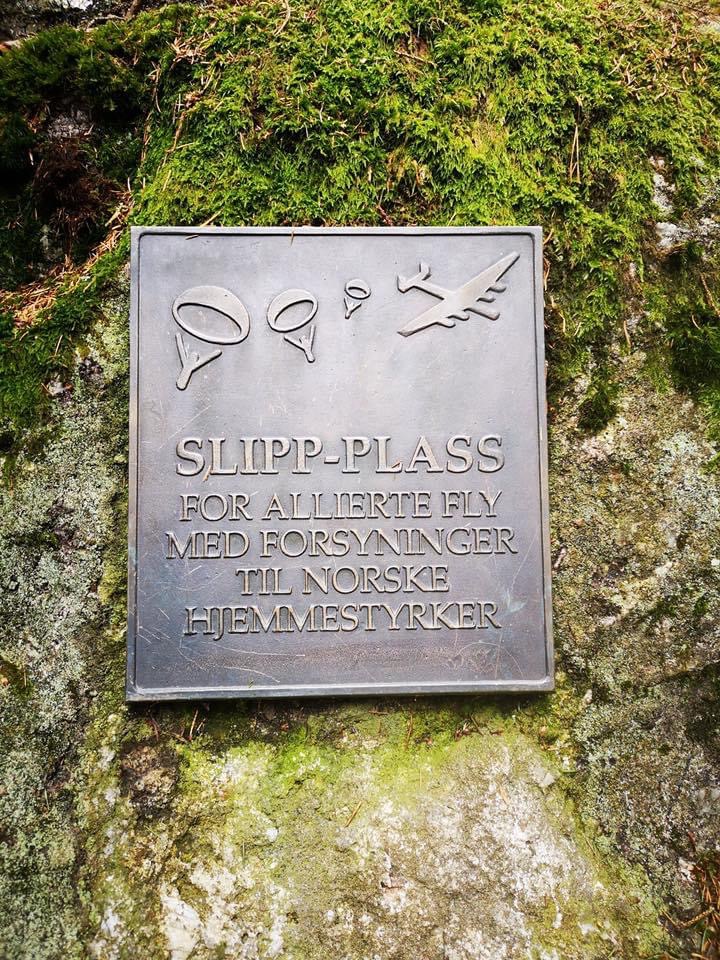 SLIPP-PLASS
FOR ALLIERTE FLY
MED FORSYNINGER
TIL NORSKE
HJEMMESTYRKER